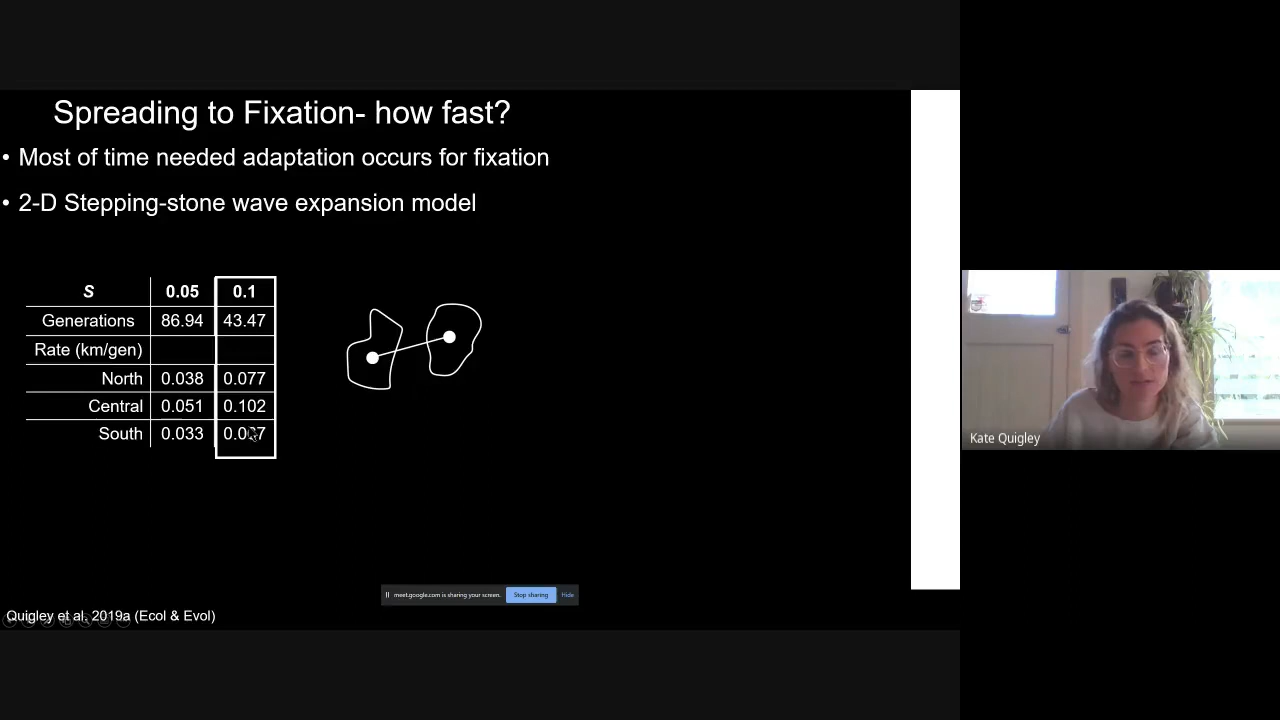 Spreading to Fixation- how fast?
• Most of time needed adaptation occurs for fixation
• 2-D Stepping-stone wave expansion model
S 0.05 0.1
Generations 86.94 43.47
Rate (km/gen)
North 0.038 0.077
Central 0.051 0.102
South 0.033
Kate Quigley
meet.google.com is sharing your screen. Stop sharing Hide
Quigley et al. 2019a (Ecol & Evol)